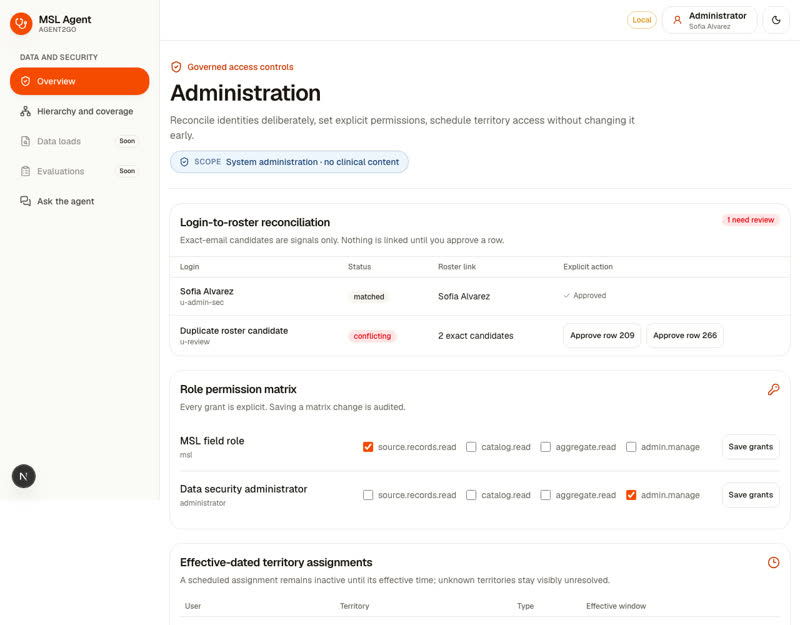 MSL Agent
AGENT2GO
DATA AND SECURITY
Overview
Hierarchy and coverage
Data loads Soon
Evaluations Soon
Ask the agent
N
Local
Administrator
Sofia Alvarez
Governed access controls
Administration
Reconcile identities deliberately, set explicit permissions, schedule territory access without changing it
early.
SCOPE System administration · no clinical content
Login-to-roster reconciliation
1 need review
Exact-email candidates are signals only. Nothing is linked until you approve a row.
Login Status Roster link Explicit action
Sofia Alvarez
u-admin-sec
matched Sofia Alvarez Approved
Duplicate roster candidate
u-review
conflicting 2 exact candidates Approve row 209 Approve row 266
Role permission matrix
Every grant is explicit. Saving a matrix change is audited.
MSL field role
msl
source.records.read catalog.read aggregate.read admin.manage Save grants
Data security administrator
administrator
source.records.read catalog.read aggregate.read admin.manage Save grants
Effective-dated territory assignments
A scheduled assignment remains inactive until its effective time; unknown territories stay visibly unresolved.
User Territory Type Effective window